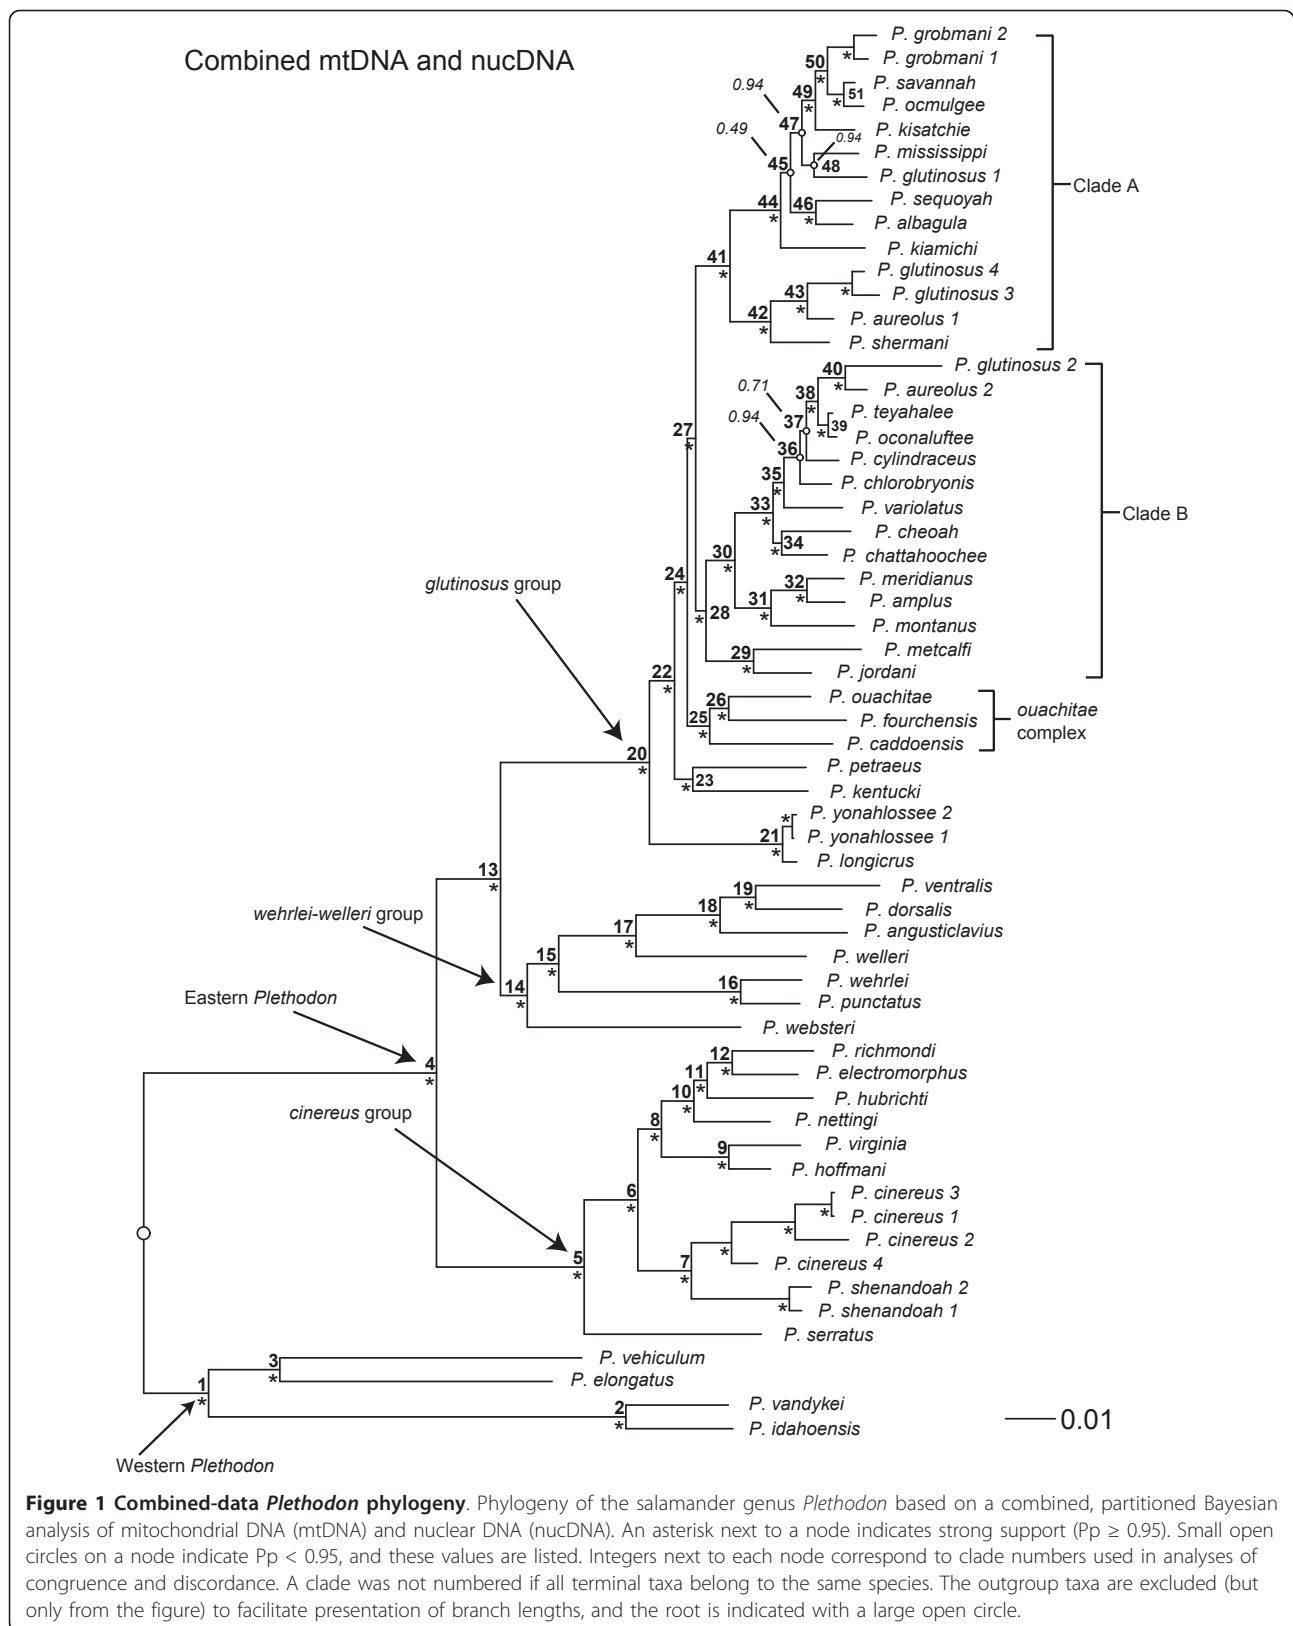 Combined mtDNA and nucDNA
P. grobmani 2
P. grobmani 1
50
*
*
P. savannah
51
*
P. ocmulgee
0.94
49
*
P. kisatchie
47
0.94
P. mississippi
48
P. glutinosus 1
0.49
45
P. sequoyah
46
*
P. albagula
44
*
P. kiamichi
Clade A
41
*
P. glutinosus 4
*
P. glutinosus 3
43
*
P. aureolus 1
42
*
P. shermani
P. glutinosus 2
40
*
P. aureolus 2
0.71
38
*
P. teyahalee
39
*
P. oconaluftee
0.94
37
P. cylindraceus
36
P. chlorobryonis
35
*
P. variolatus
33
*
P. cheoah
34
*
P. chattahoochee
Clade B
27
*
30
*
P. meridianus
32
*
P. amplus
31
*
P. montanus
24
*
28
*
P. metcalfi
29
*
P. jordani
glutinosus group
22
*
P. ouachitae
26
*
P. fourchensis
25
*
P. caddoensis
ouachitae
complex
20
*
P. petraeus
23
*
P. kentucki
P. yonahlossee 2
*
P. yonahlossee 1
21
*
P. longicrus
13
*
P. ventralis
19
*
P. dorsalis
18
*
P. angusticlavius
wehrlei-welleri group
17
*
P. welleri
15
*
P. wehrlei
16
*
P. punctatus
14
*
P. websteri
Eastern Plethodon
4
*
P. richmondi
12
*
P. electromorphus
11
*
P. hubrichti
10
*
P. nettingi
cinereus group
8
*
P. virginia
9
*
P. hoffmani
6
*
P. cinereus 3
*
P. cinereus 1
*
P. cinereus 2
*
P. cinereus 4
7
*
P. shenandoah 2
*
P. shenandoah 1
5
*
P. serratus
P. vehiculum
3
*
P. elongatus
1
*
P. vandykei
2
*
P. idahoensis
0.01
Western Plethodon
Figure 1 Combined-data Plethodon phylogeny. Phylogeny of the salamander genus Plethodon based on a combined, partitioned Bayesian
analysis of mitochondrial DNA (mtDNA) and nuclear DNA (nucDNA). An asterisk next to a node indicates strong support (Pp ≥ 0.95). Small open
circles on a node indicate Pp < 0.95, and these values are listed. Integers next to each node correspond to clade numbers used in analyses of
congruence and discordance. A clade was not numbered if all terminal taxa belong to the same species. The outgroup taxa are excluded (but
only from the figure) to facilitate presentation of branch lengths, and the root is indicated with a large open circle.